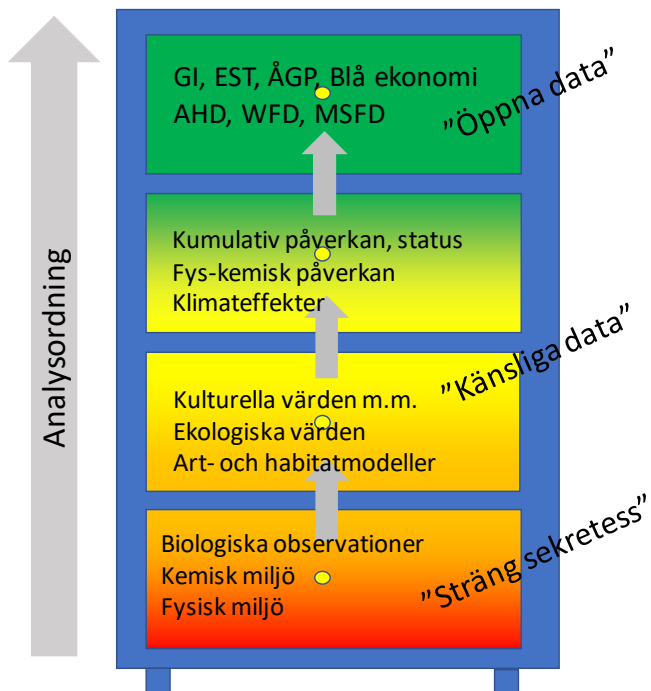 GI, EST, ÅGP, Blå ekonomi
AHD, WFD, MSFD
”Öppna data”
Kumulativ påverkan, status
Fys-kemisk påverkan
Klimateffekter
Analysordning
”Känsliga data”
Kulturella värden m.m.
Ekologiska värden
Art- och habitatmodeller
Biologiska observationer
Kemisk miljö
Fysisk miljö
”Sträng sekretess”